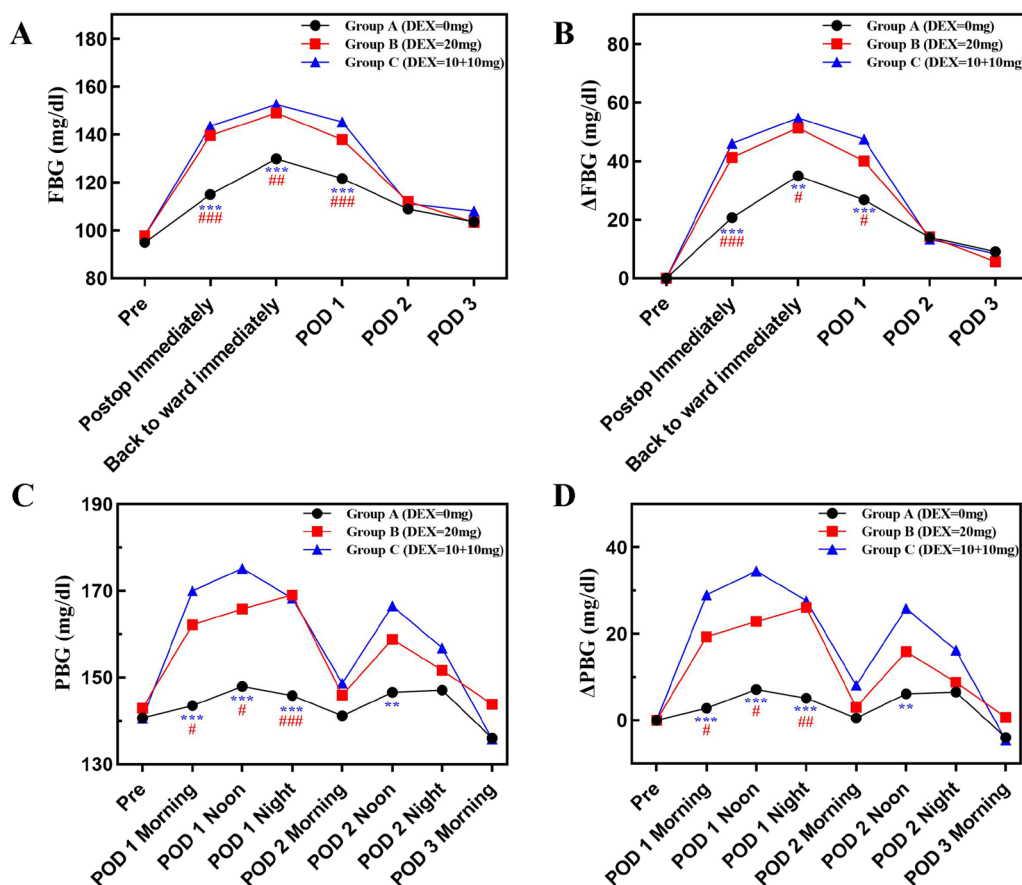 A
FBG (mg/dl)
180
160
140
120
100
80
Group A (DEX=0mg)
Group B (DEX=20mg)
Group C (DEX=10+10mg)
***
###
***
##
***
###
Pre
Postop Immediately
Back to ward immediately
POD 1
POD 2
POD 3
B
ΔFBG (mg/dl)
80
60
40
20
0
Group A (DEX=0mg)
Group B (DEX=20mg)
Group C (DEX=10+10mg)
***
###
**
#
***
#
Pre
Postop Immediately
Back to ward immediately
POD 1
POD 2
POD 3
C
PBG (mg/dl)
190
170
150
130
Group A (DEX=0mg)
Group B (DEX=20mg)
Group C (DEX=10+10mg)
***
#
***
#
***
###
**
Pre
POD 1 Morning
POD 1 Noon
POD 1 Night
POD 2 Morning
POD 2 Noon
POD 2 Night
POD 3 Morning
D
ΔPBG (mg/dl)
40
20
0
Group A (DEX=0mg)
Group B (DEX=20mg)
Group C (DEX=10+10mg)
***
#
***
#
***
##
**
Pre
POD 1 Morning
POD 1 Noon
POD 1 Night
POD 2 Morning
POD 2 Noon
POD 2 Night
POD 3 Morning